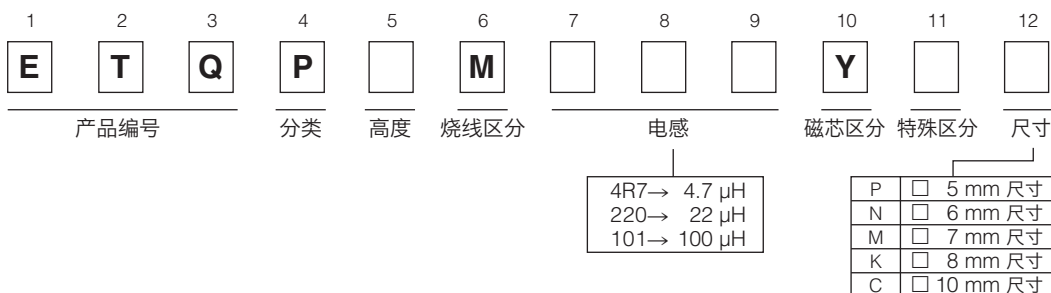 1 2 3 4 5 6 7 8 9 10 11 12
E T Q P M Y
产品编号 分类 高度 烧线区分 电感 磁芯区分 特殊区分 尺寸
4R7→ 4.7 µH
220→ 22 µH
101→ 100 µH
P □ 5 mm 尺寸
N □ 6 mm 尺寸
M □ 7 mm 尺寸
K □ 8 mm 尺寸
C □ 10 mm 尺寸